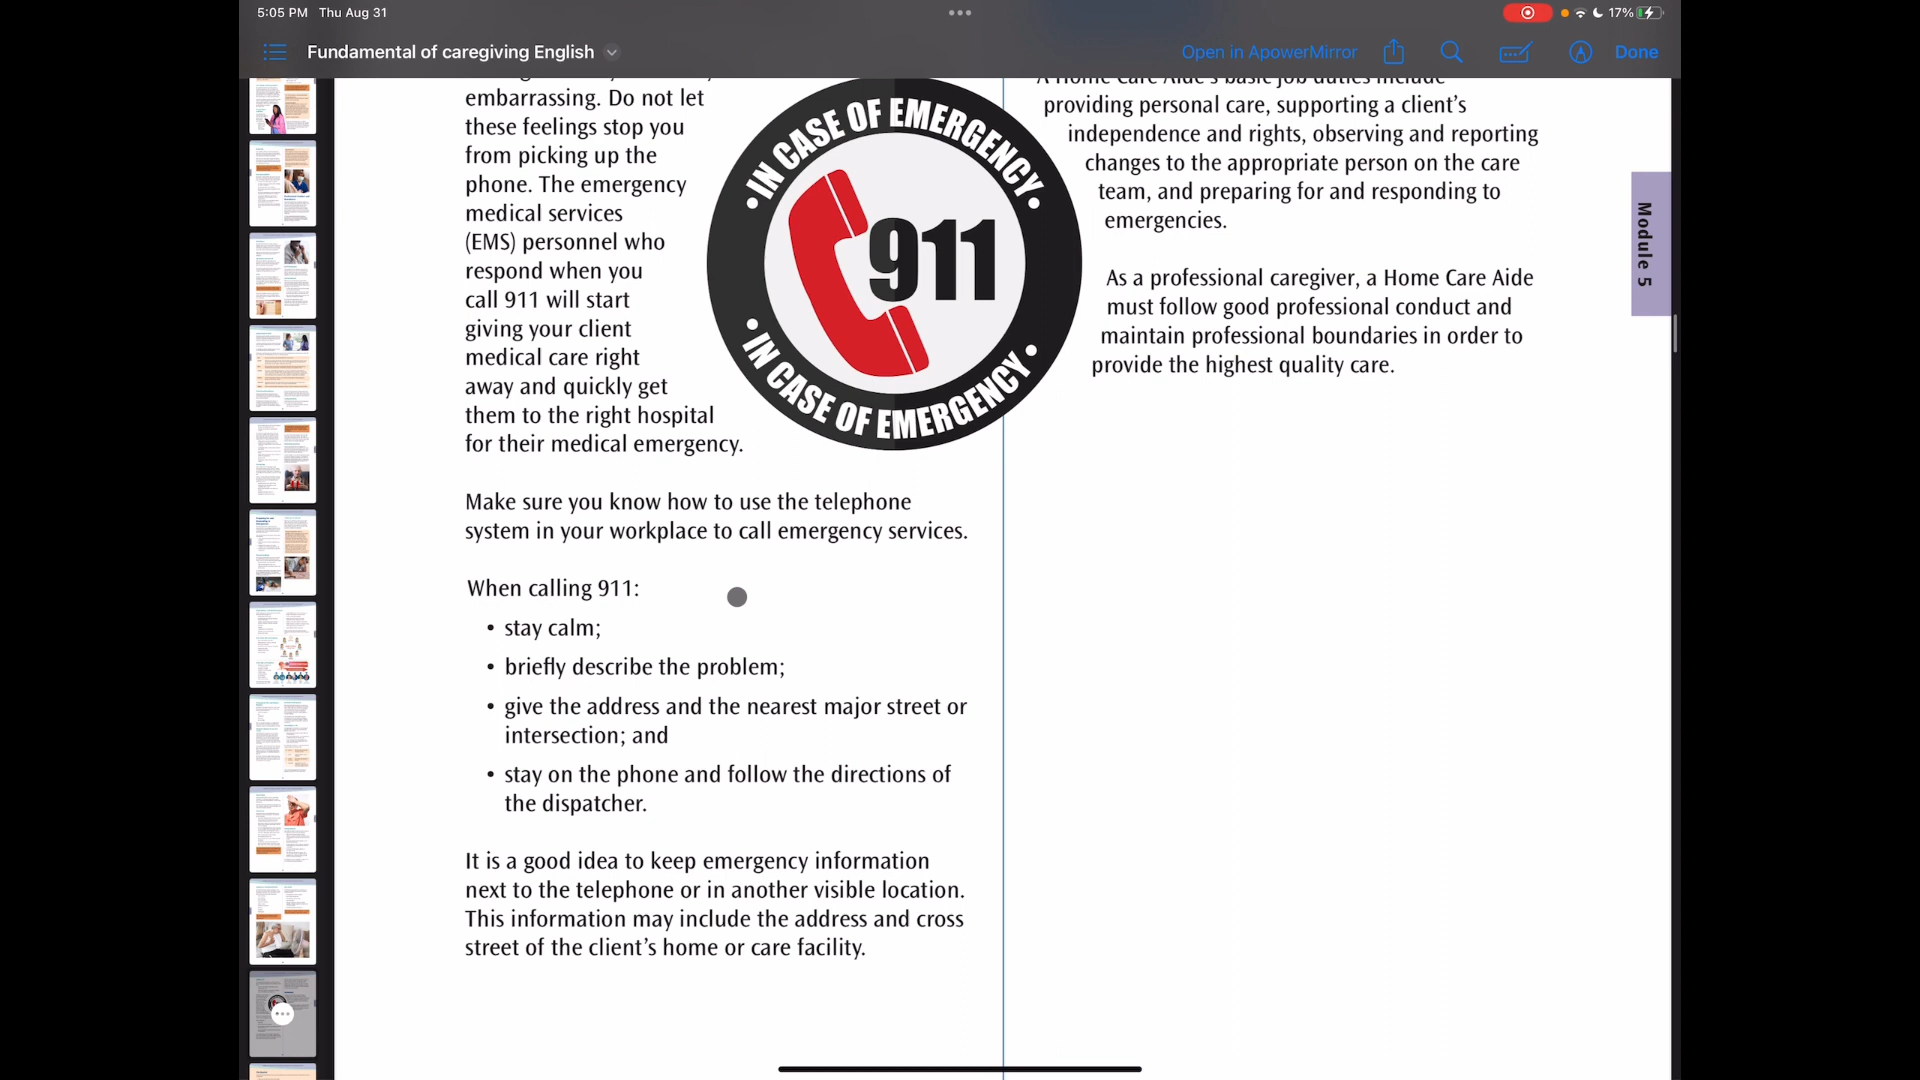 5:05 PM Thu Aug 31
17%
Fundamental of caregiving English
Open in ApowerMirror
Done
embarrassing. Do not let
these feelings stop you
from picking up the
phone. The emergency
medical services
(EMS) personnel who
respond when you
call 911 will start
giving your client
medical care right
away and quickly get
them to the right hospital
for their medical emergency.
Make sure you know how to use the telephone
system in your workplace to call emergency services.
When calling 911:
• stay calm;
• briefly describe the problem;
• give the address and the nearest major street or
intersection; and
• stay on the phone and follow the directions of
the dispatcher.
It is a good idea to keep emergency information
next to the telephone or in another visible location.
This information may include the address and cross
street of the client's home or care facility.
• IN CASE OF EMERGENCY •
911
• IN CASE OF EMERGENCY •
A Home Care Aide's basic job duties include
providing personal care, supporting a client's
independence and rights, observing and reporting
changes to the appropriate person on the care
team, and preparing for and responding to
emergencies.
As a professional caregiver, a Home Care Aide
must follow good professional conduct and
maintain professional boundaries in order to
provide the highest quality care.
Module 5